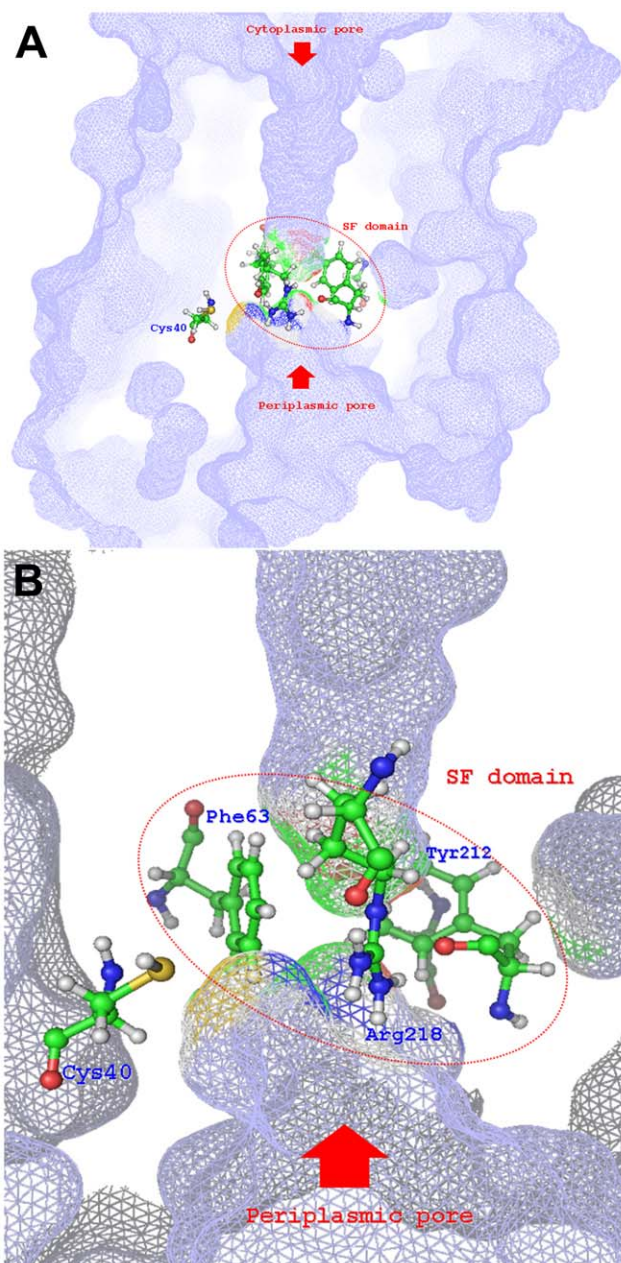 A
Cytoplasmic pore
SF domain
Cys40
Periplasmic pore
B
SF domain
Phe63
Tyr212
Arg218
Cys40
Periplasmic pore